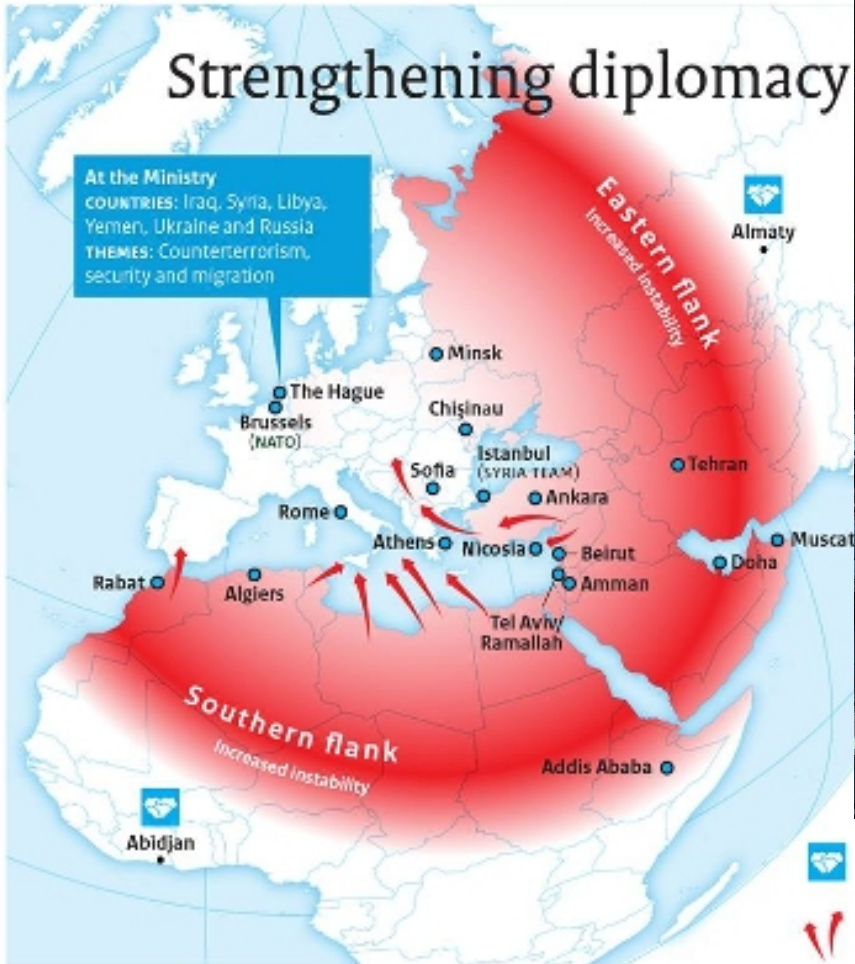 Strengthening diplomacy
At the Ministry
COUNTRIES: Iraq, Syria, Libya,
Yemen, Ukraine and Russia
THEMES: Counterterrorism,
security and migration
Eastern flank
Increased instability
Almaty
Minsk
The Hague
Brussels
(NATO)
Chişinau
Istanbul
(SYRIA TEAM)
Sofia
Tehran
Ankara
Rome
Athens
Nicosia
Beirut
Muscat
Doha
Rabat
Algiers
Amman
Tel Aviv/
Ramallah
Southern flank
Increased instability
Addis Ababa
Abidjan